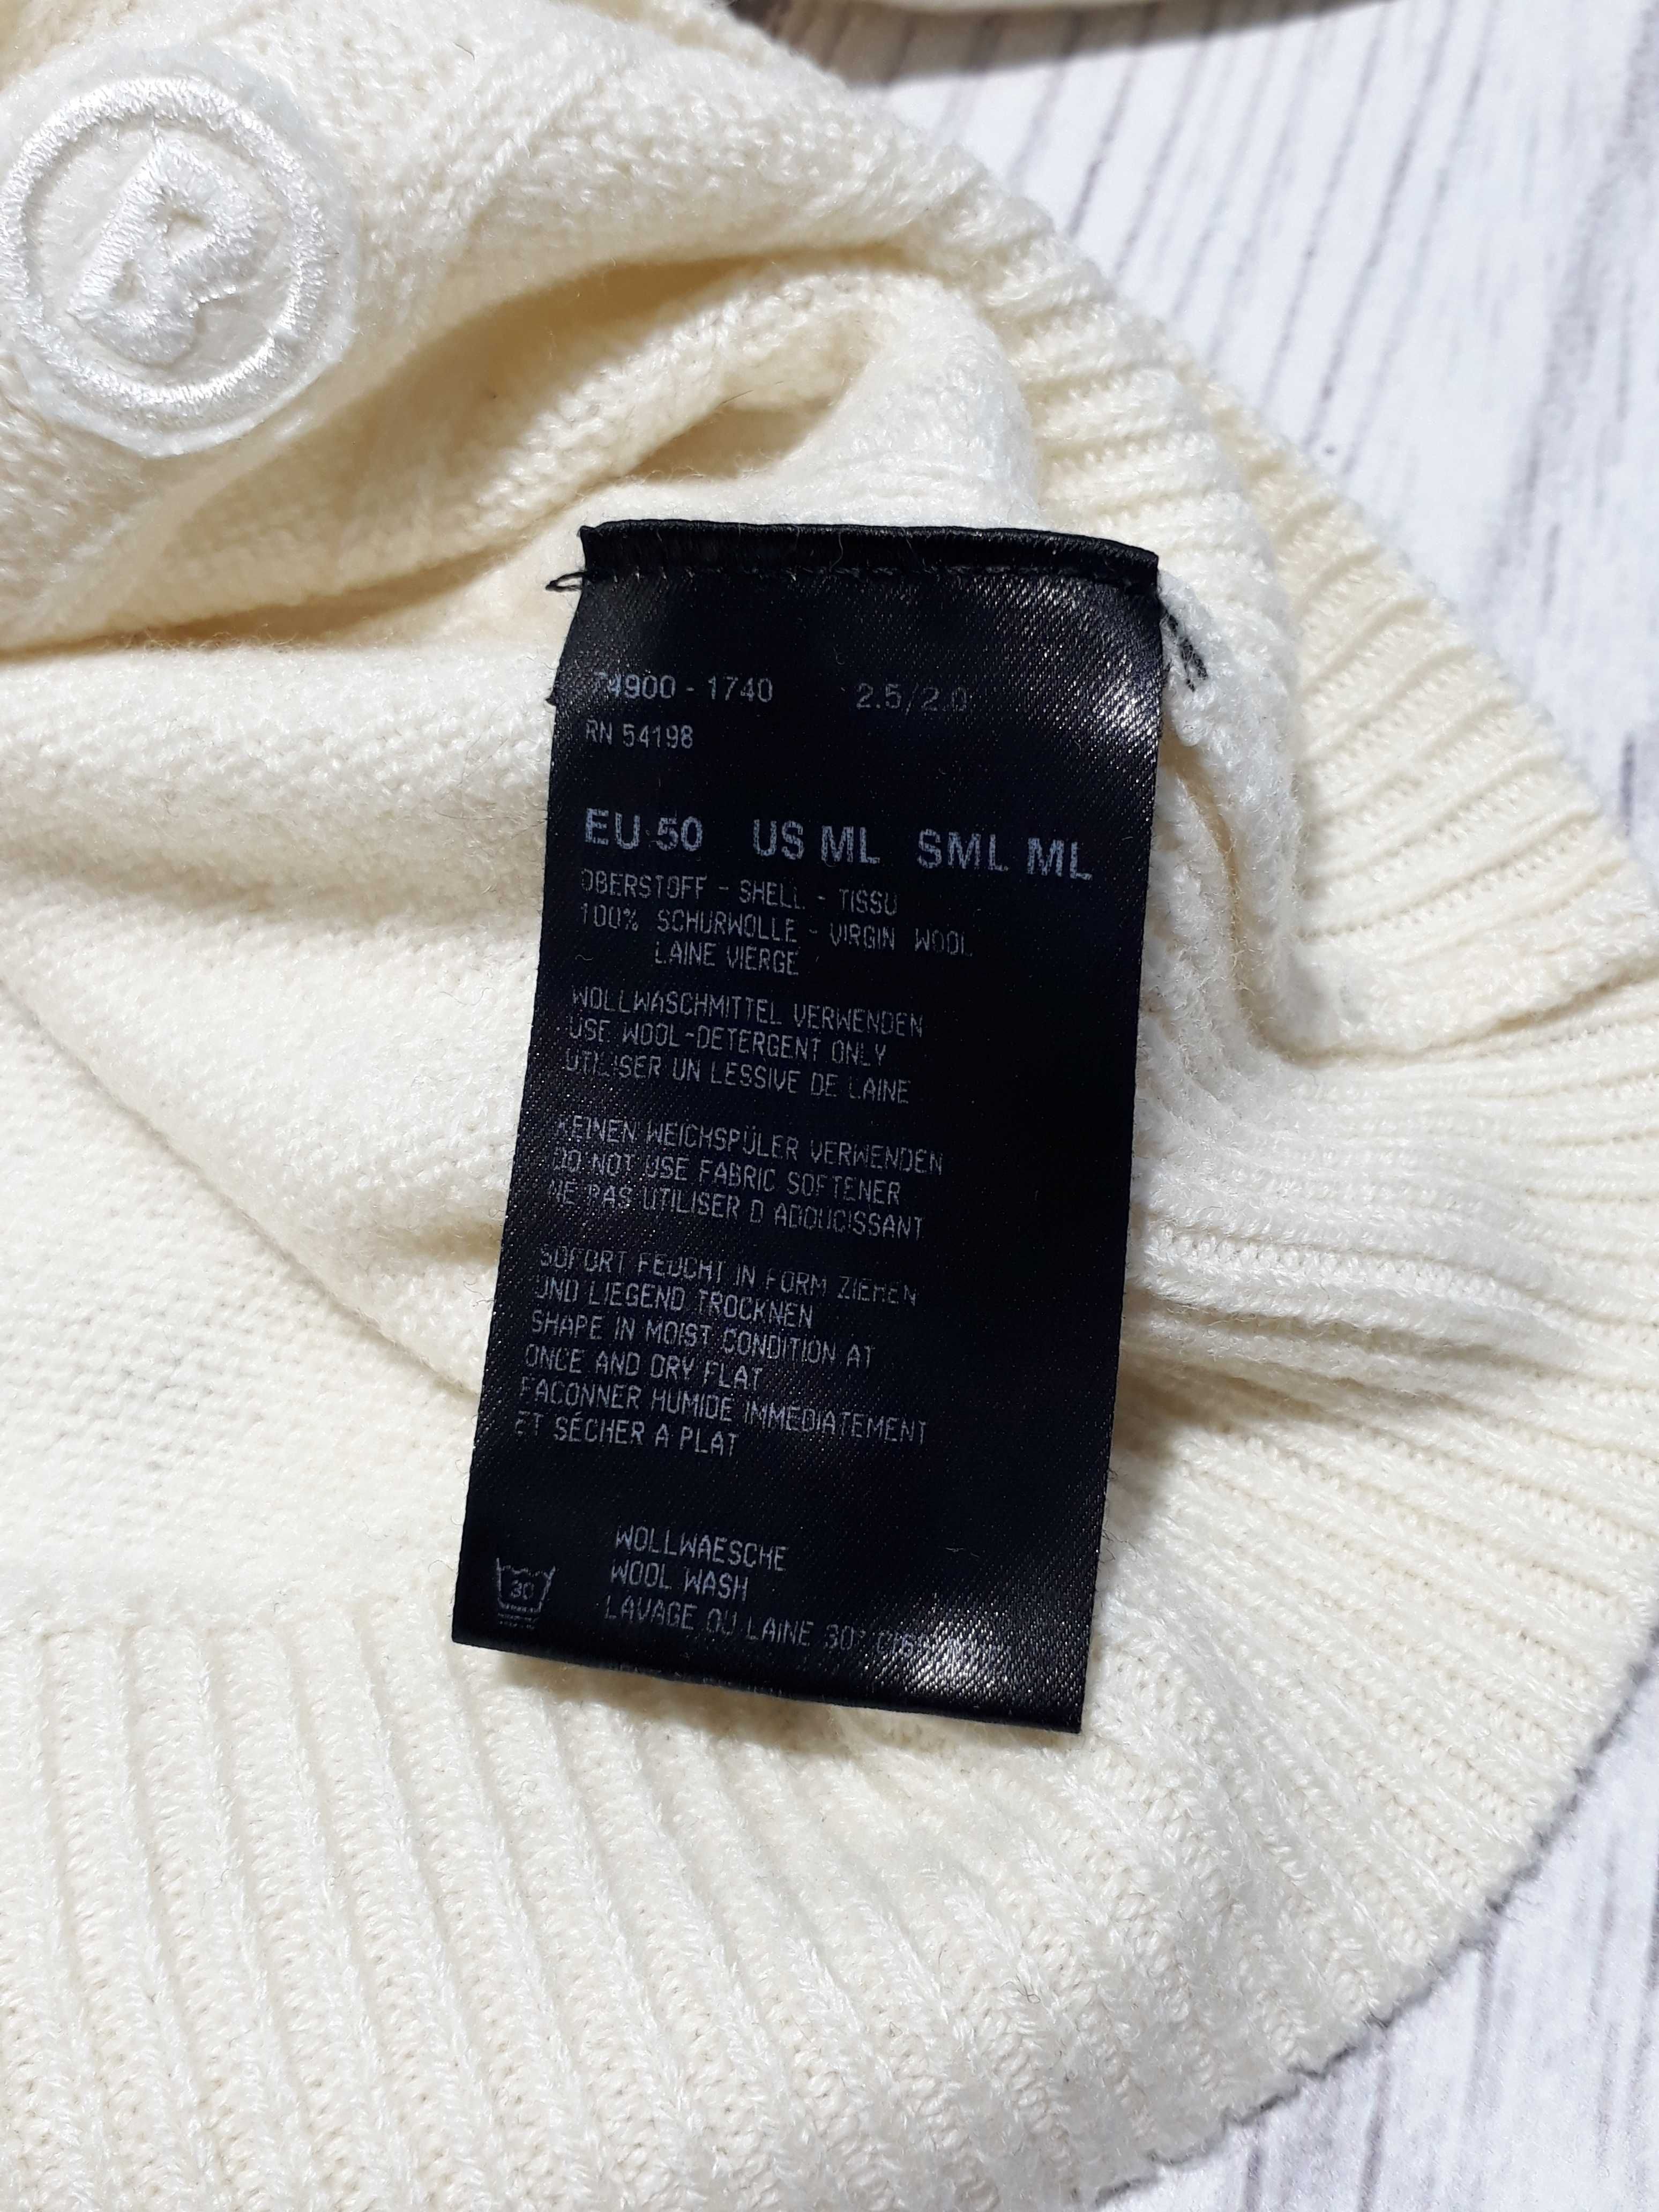 B
74900 - 1740 2.5/2.0
RN 54198
EU 50 US ML SML ML
OBERSTOFF - SHELL - TISSU
100% SCHURWOLLE - VIRGIN WOOL
LAINE VIERGE
WOLLWASCHMITTEL VERWENDEN
USE WOOL-DETERGENT ONLY
UTILISER UN LESSIVE DE LAINE
KEINEN WEICHSPÜLER VERWENDEN
DO NOT USE FABRIC SOFTENER
NE PAS UTILISER D ADOUCISSANT
SOFORT FEUCHT IN FORM ZIEHEN
UND LIEGEND TROCKNEN
SHAPE IN MOIST CONDITION AT
ONCE AND DRY FLAT
FACONNER HUMIDE IMMEDIATEMENT
ET SÉCHER A PLAT
WOLLWAESCHE
WOOL WASH
30
LAVAGE OU LAINE 30°